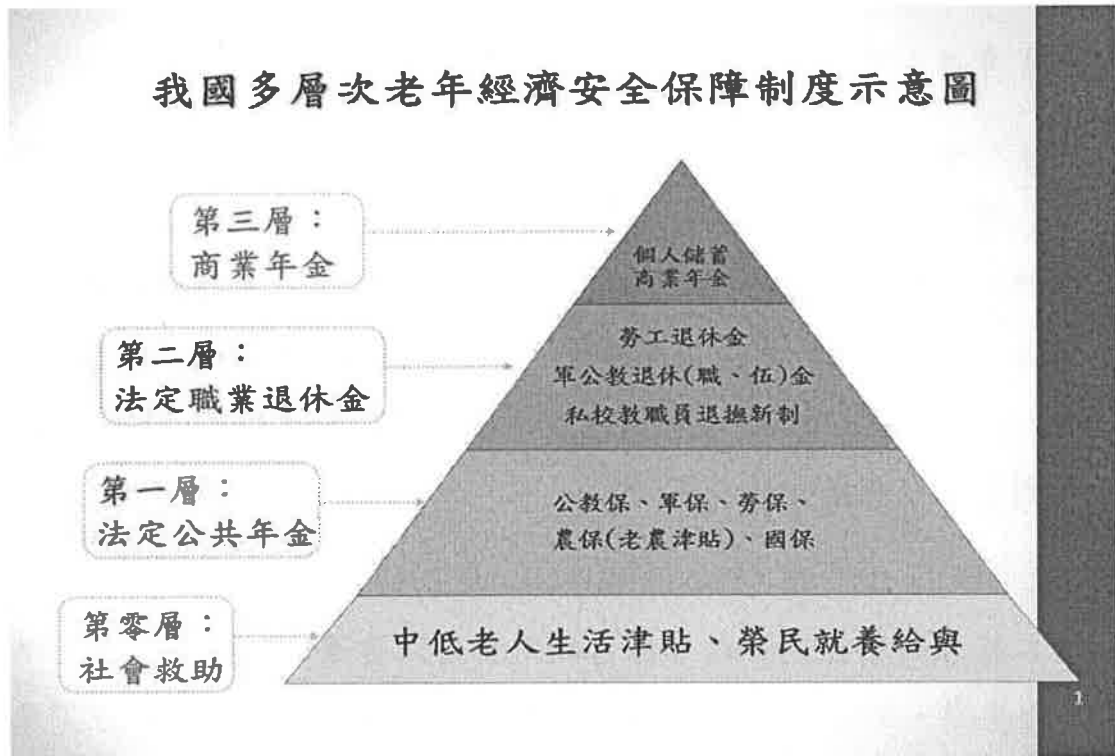 我國多層次老年經濟安全保障制度示意圖
第三層：
商業年金
個人儲蓄
商業年金
第二層：
法定職業退休金
勞工退休金
軍公教退休(職、伍)金
私校教職員退撫新制
第一層：
法定公共年金
公教保、軍保、勞保、
農保(老農津貼)、國保
第零層：
社會救助
中低老人生活津貼、榮民就養給與
1